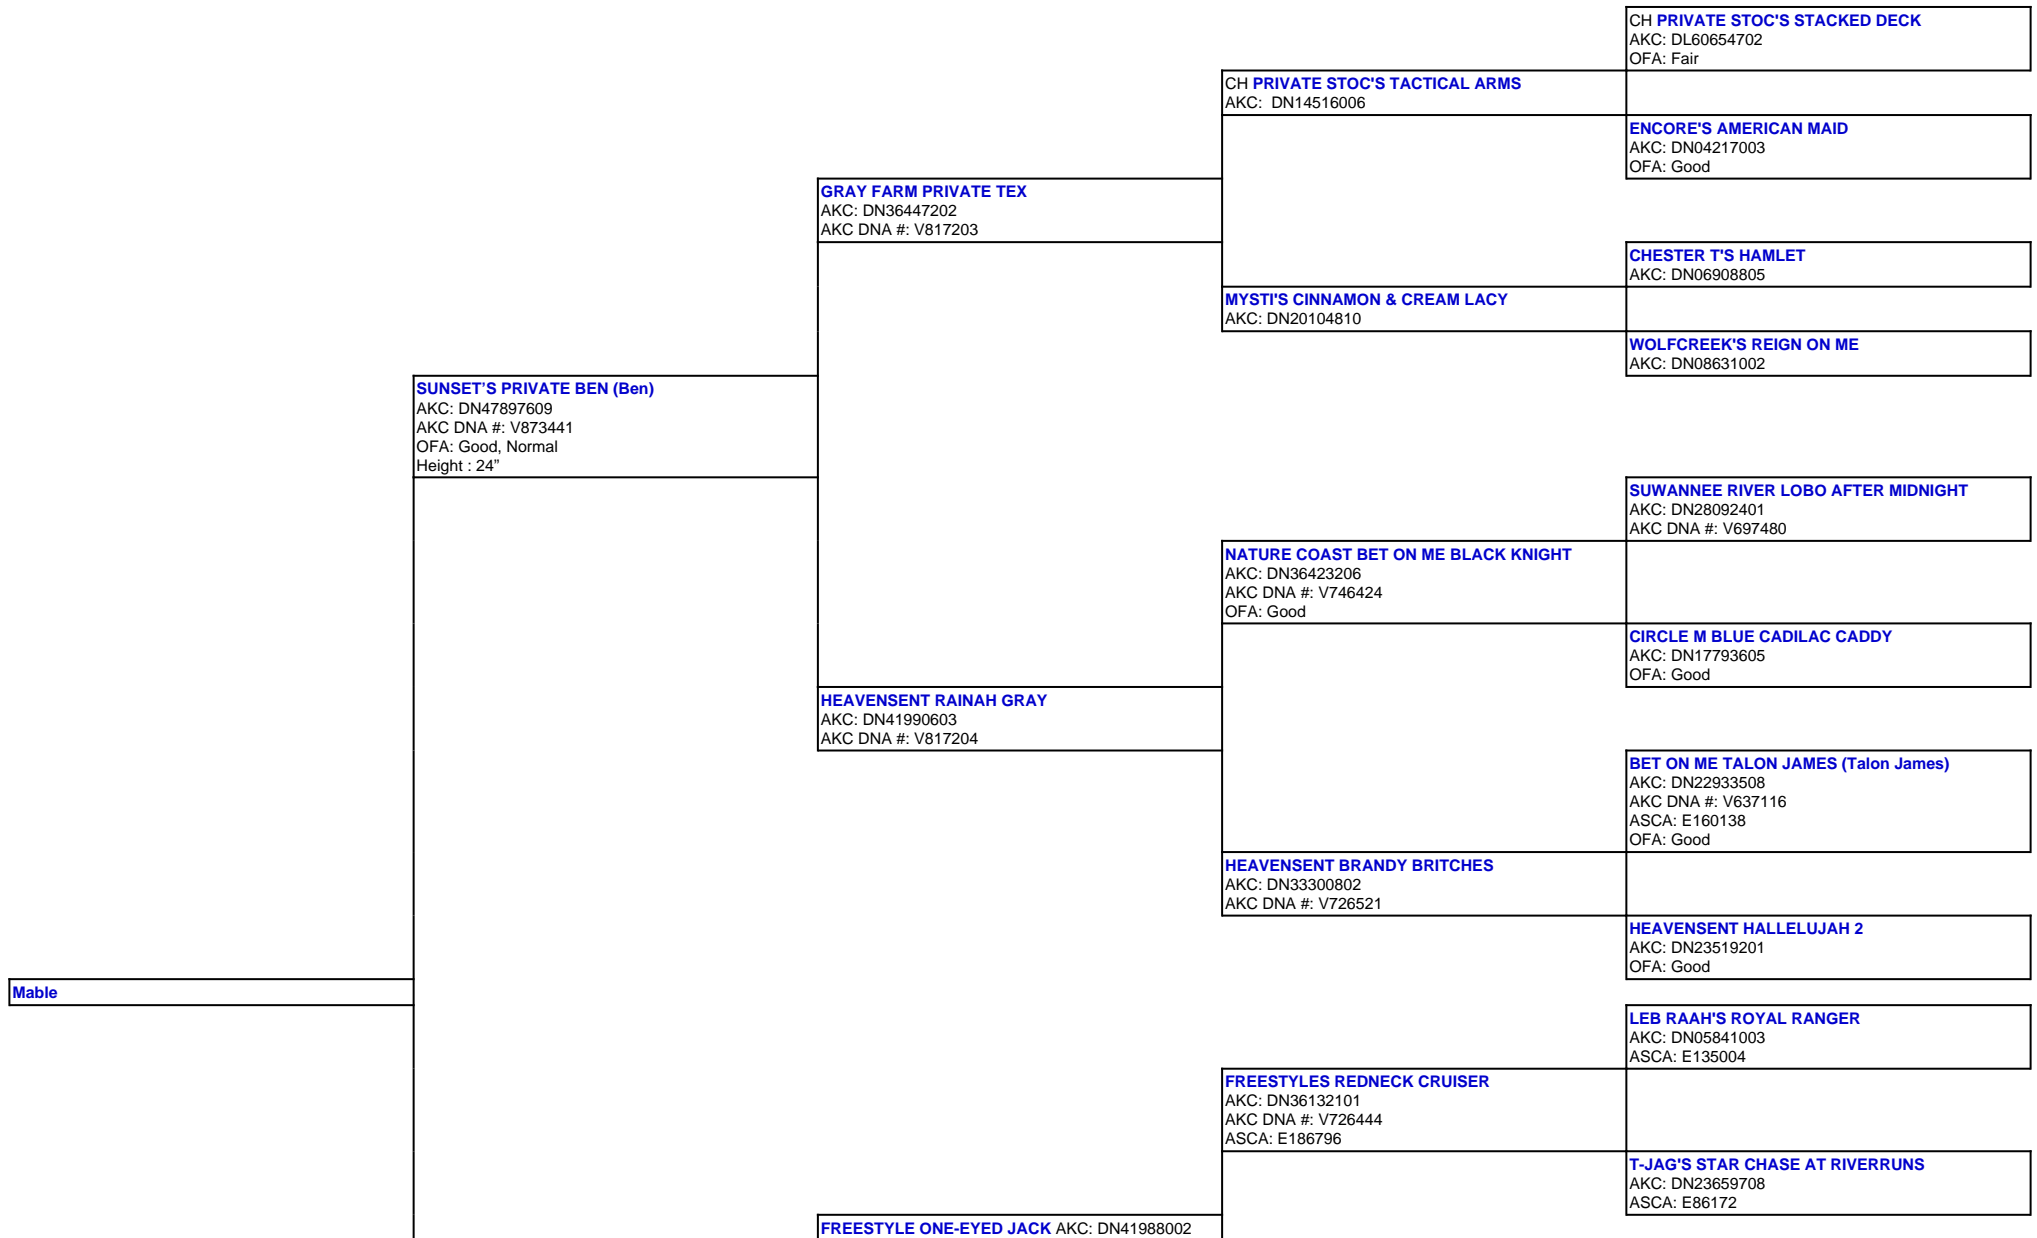 CH PRIVATE STOC'S STACKED DECK
AKC: DL60654702
OFA: Fair
CH PRIVATE STOC'S TACTICAL ARMS
AKC: DN14516006
ENCORE'S AMERICAN MAID
AKC: DN04217003
OFA: Good
GRAY FARM PRIVATE TEX
AKC: DN36447202
AKC DNA #: V817203
CHESTER T'S HAMLET
AKC: DN06908805
MYSTI'S CINNAMON & CREAM LACY
AKC: DN20104810
WOLFCREEK'S REIGN ON ME
AKC: DN08631002
SUNSET’S PRIVATE BEN (Ben)
AKC: DN47897609
AKC DNA #: V873441
OFA: Good, Normal
Height : 24”
SUWANNEE RIVER LOBO AFTER MIDNIGHT
AKC: DN28092401
AKC DNA #: V697480
NATURE COAST BET ON ME BLACK KNIGHT
AKC: DN36423206
AKC DNA #: V746424
OFA: Good
CIRCLE M BLUE CADILAC CADDY
AKC: DN17793605
OFA: Good
HEAVENSENT RAINAH GRAY
AKC: DN41990603
AKC DNA #: V817204
BET ON ME TALON JAMES (Talon James)
AKC: DN22933508
AKC DNA #: V637116
ASCA: E160138
OFA: Good
HEAVENSENT BRANDY BRITCHES
AKC: DN33300802
AKC DNA #: V726521
HEAVENSENT HALLELUJAH 2
AKC: DN23519201
OFA: Good
Mable
LEB RAAH'S ROYAL RANGER
AKC: DN05841003
ASCA: E135004
FREESTYLES REDNECK CRUISER
AKC: DN36132101
AKC DNA #: V726444
ASCA: E186796
T-JAG'S STAR CHASE AT RIVERRUNS
AKC: DN23659708
ASCA: E86172
FREESTYLE ONE-EYED JACK AKC: DN41988002